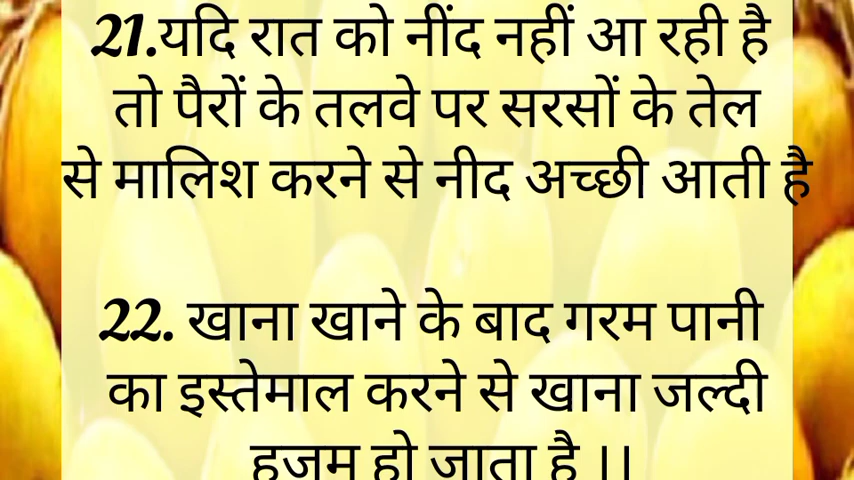 21.यदि रात को नींद नहीं आ रही है
तो पैरों के तलवे पर सरसों के तेल
से मालिश करने से नीद अच्छी आती है
22. खाना खाने के बाद गरम पानी
का इस्तेमाल करने से खाना जल्दी
हजम हो जाता है ।।